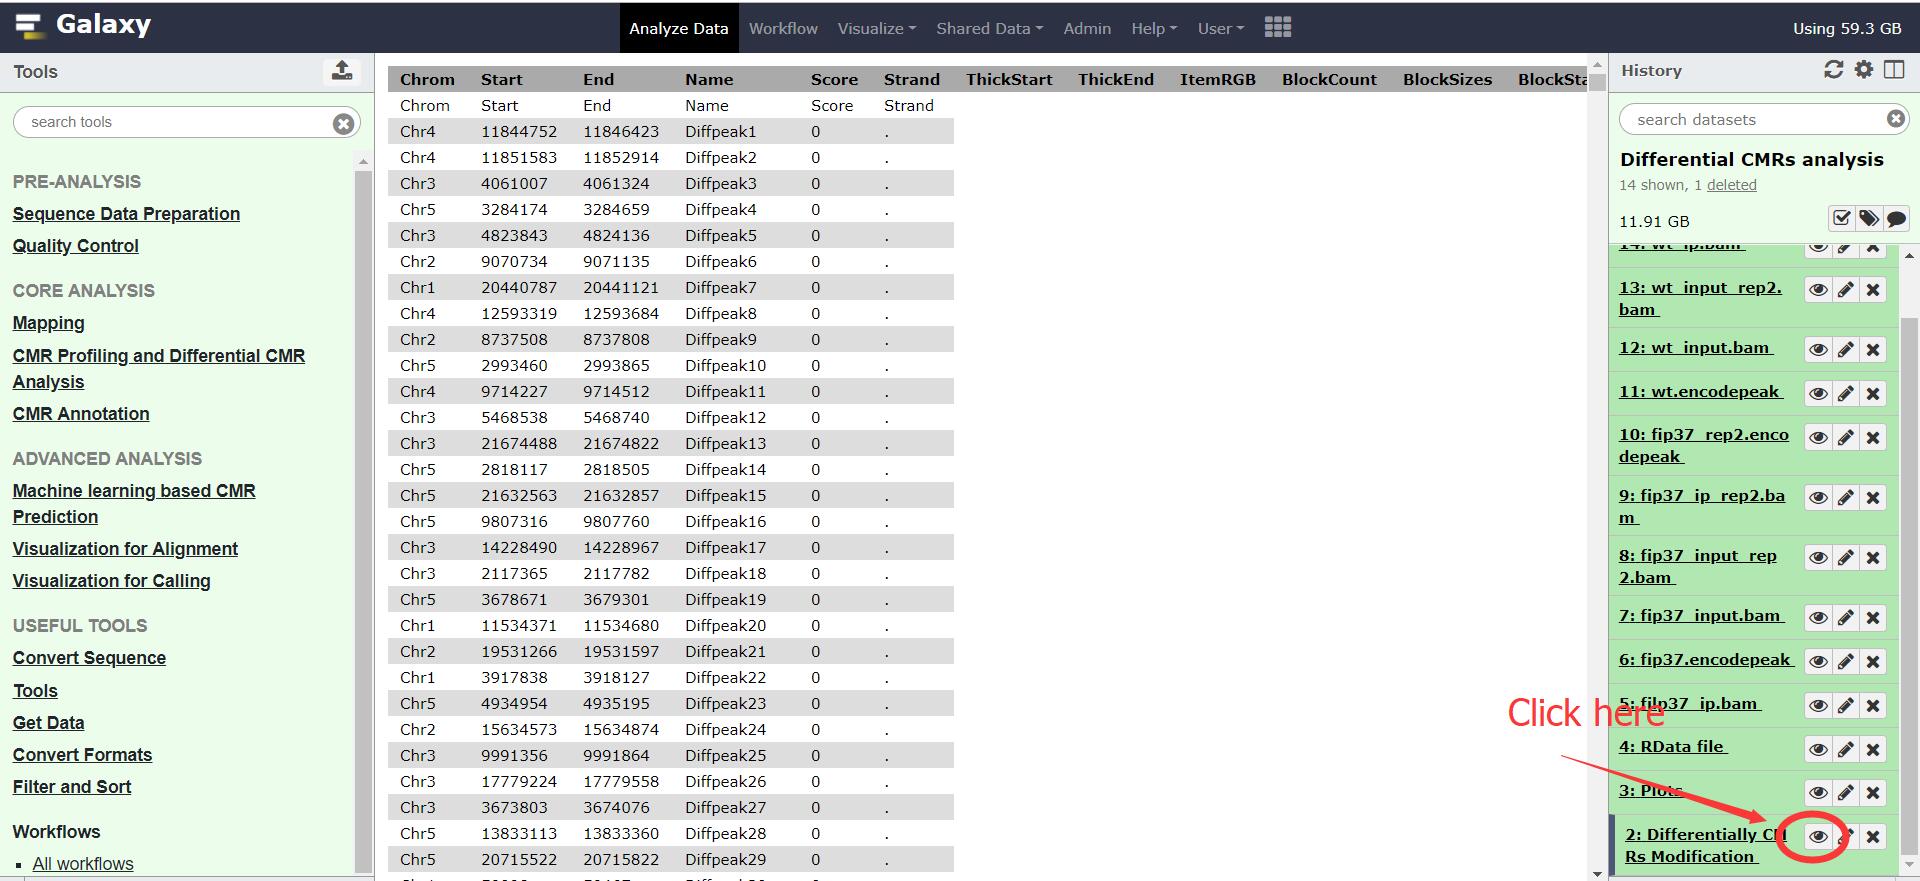 Galaxy
Analyze Data Workflow Visualize Shared Data Admin Help User
Using 59.3 GB
Tools
search tools
PRE-ANALYSIS
Sequence Data Preparation
Quality Control
CORE ANALYSIS
Mapping
CMR Profiling and Differential CMR
Analysis
CMR Annotation
ADVANCED ANALYSIS
Machine learning based CMR
Prediction
Visualization for Alignment
Visualization for Calling
USEFUL TOOLS
Convert Sequence
Tools
Get Data
Convert Formats
Filter and Sort
Workflows
All workflows
Chrom Start End Name Score Strand ThickStart ThickEnd ItemRGB BlockCount BlockSizes BlockSta
Chrom Start End Name Score Strand
Chr4 11844752 11846423 Diffpeak1 0 .
Chr4 11851583 11852914 Diffpeak2 0 .
Chr3 4061007 4061324 Diffpeak3 0 .
Chr5 3284174 3284659 Diffpeak4 0 .
Chr3 4823843 4824136 Diffpeak5 0 .
Chr2 9070734 9071135 Diffpeak6 0 .
Chr1 20440787 20441121 Diffpeak7 0 .
Chr4 12593319 12593684 Diffpeak8 0 .
Chr2 8737508 8737808 Diffpeak9 0 .
Chr5 2993460 2993865 Diffpeak10 0 .
Chr4 9714227 9714512 Diffpeak11 0 .
Chr3 5468538 5468740 Diffpeak12 0 .
Chr3 21674488 21674822 Diffpeak13 0 .
Chr5 2818117 2818505 Diffpeak14 0 .
Chr5 21632563 21632857 Diffpeak15 0 .
Chr5 9807316 9807760 Diffpeak16 0 .
Chr3 14228490 14228967 Diffpeak17 0 .
Chr3 2117365 2117782 Diffpeak18 0 .
Chr5 3678671 3679301 Diffpeak19 0 .
Chr1 11534371 11534680 Diffpeak20 0 .
Chr2 19531266 19531597 Diffpeak21 0 .
Chr1 3917838 3918127 Diffpeak22 0 .
Chr5 4934954 4935195 Diffpeak23 0 .
Chr2 15634573 15634874 Diffpeak24 0 .
Chr3 9991356 9991864 Diffpeak25 0 .
Chr3 17779224 17779558 Diffpeak26 0 .
Chr3 3673803 3674076 Diffpeak27 0 .
Chr5 13833113 13833360 Diffpeak28 0 .
Chr5 20715522 20715822 Diffpeak29 0 .
History
search datasets
Differential CMRs analysis
14 shown, 1 deleted
11.91 GB
14: wt_ip.bam
13: wt_input_rep2.
bam
12: wt_input.bam
11: wt.encodepeak
10: fip37_rep2.enco
depeak
9: fip37_ip_rep2.ba
m
8: fip37_input_rep
2.bam
7: fip37_input.bam
6: fip37.encodepeak
5: filp37_ip.bam
Click here
4: RData file
3: Plots
2: Differentially CM
Rs Modification